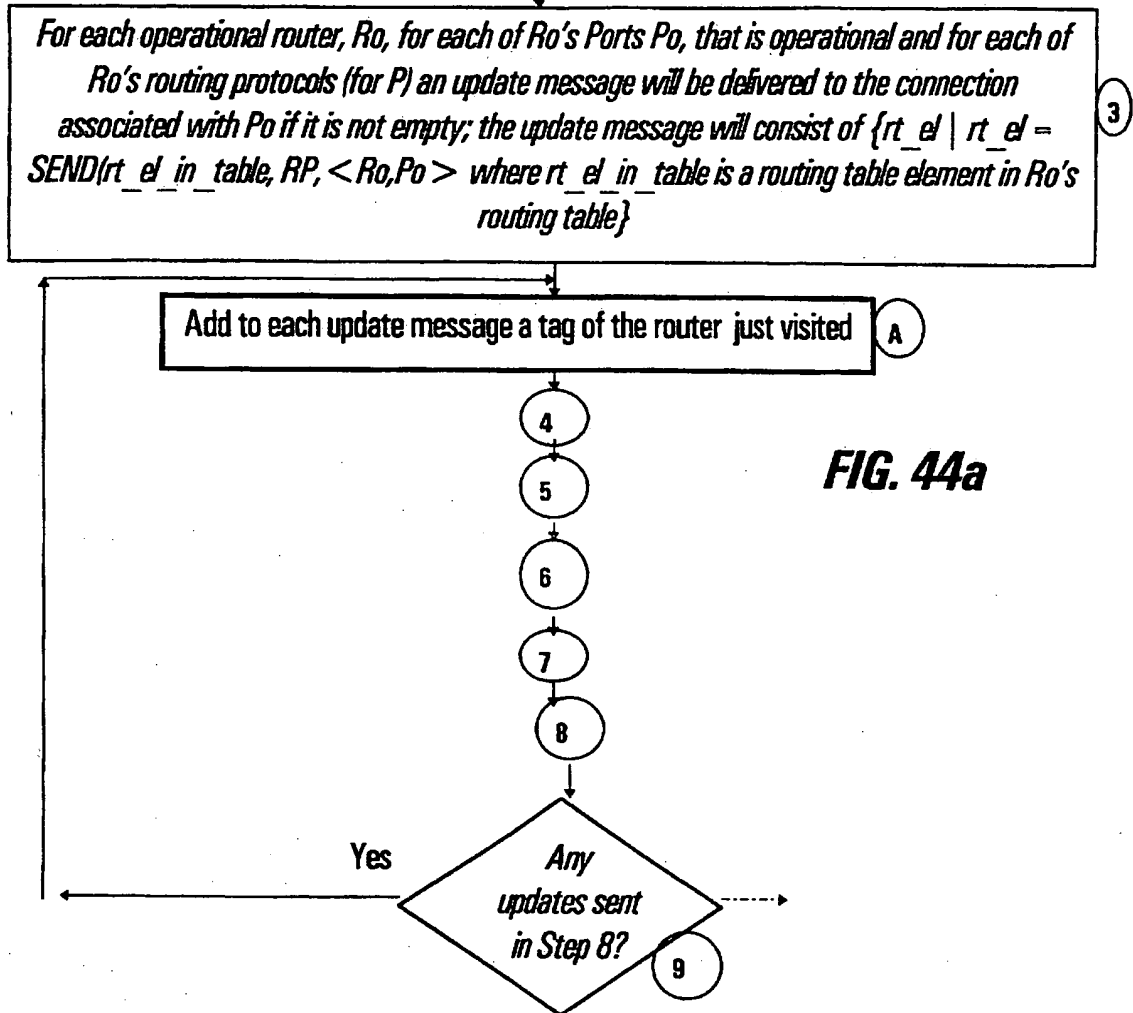 For each operational router, Ro, for each of Ro's Ports Po, that is operational and for each of
Ro's routing protocols (for P) an update message will be delivered to the connection
associated with Po if it is not empty; the update message will consist of {rt_el | rt_el =
SEND(rt_el_in_table, RP, <Ro,Po> where rt_el_in_table is a routing table element in Ro's
routing table}
3
Add to each update message a tag of the router just visited
A
4
5
FIG. 44a
6
7
8
Yes
Any
updates sent
in Step 8?
9